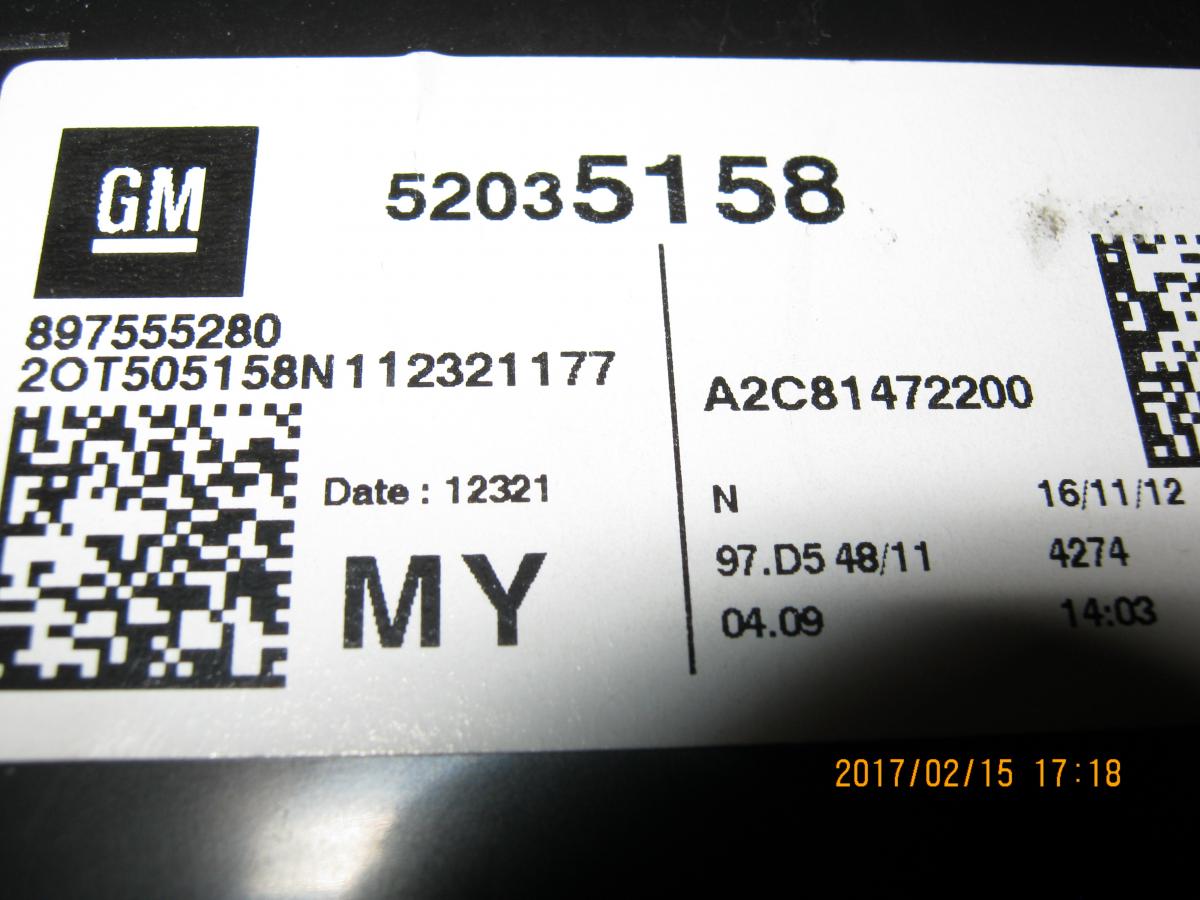 GM
52035158
897555280
2OT505158N112321177
Date : 12321
MY
A2C81472200
N 16/11/12
97.D5 48/11 4274
04.09 14:03
2017/02/15 17:18